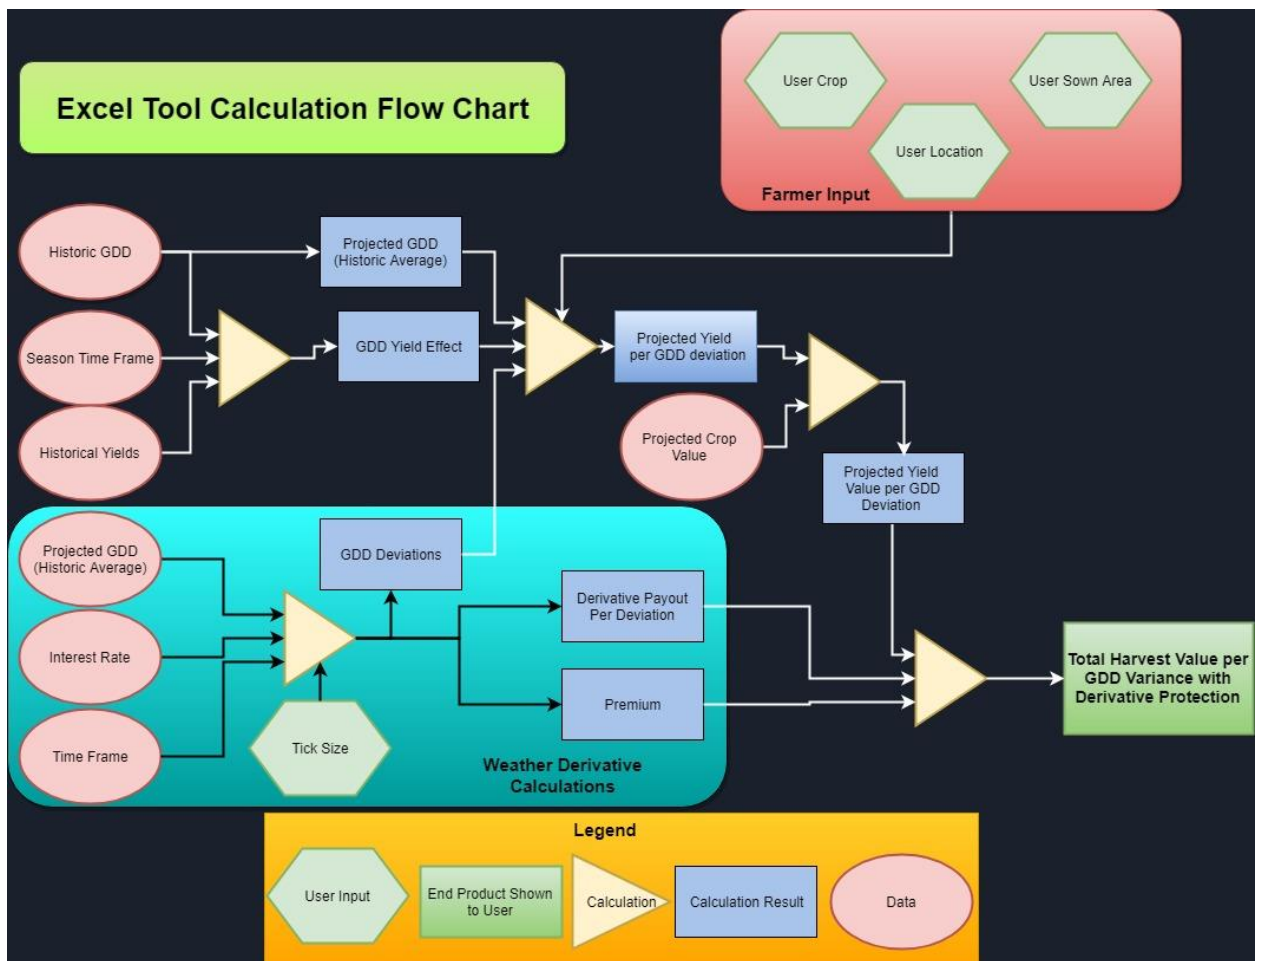 Excel Tool Calculation Flow Chart
User Crop
User Sown Area
User Location
Farmer Input
Historic GDD
Projected GDD
(Historic Average)
Season Time Frame
GDD Yield Effect
Projected Yield
per GDD deviation
Historical Yields
Projected Crop
Value
Projected Yield
Value per GDD
Deviation
Projected GDD
(Historic Average)
GDD Deviations
Derivative Payout
Per Deviation
Interest Rate
Premium
Time Frame
Tick Size
Weather Derivative
Calculations
Total Harvest Value per
GDD Variance with
Derivative Protection
Legend
User Input
End Product Shown
to User
Calculation
Calculation Result
Data